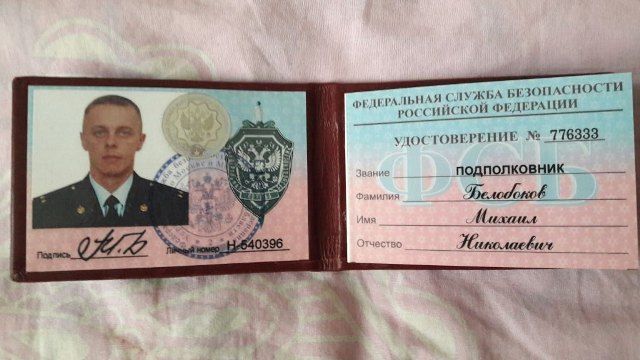 Подпись
М.Б
Личный номер Н-540396
ФЕДЕРАЛЬНАЯ СЛУЖБА БЕЗОПАСНОСТИ
РОССИЙСКОЙ ФЕДЕРАЦИИ
УДОСТОВЕРЕНИЕ № 776333
ФСБ
Звание ПОДПОЛКОВНИК
Фамилия Белобоков
Имя Михаил
Отчество Николаевич